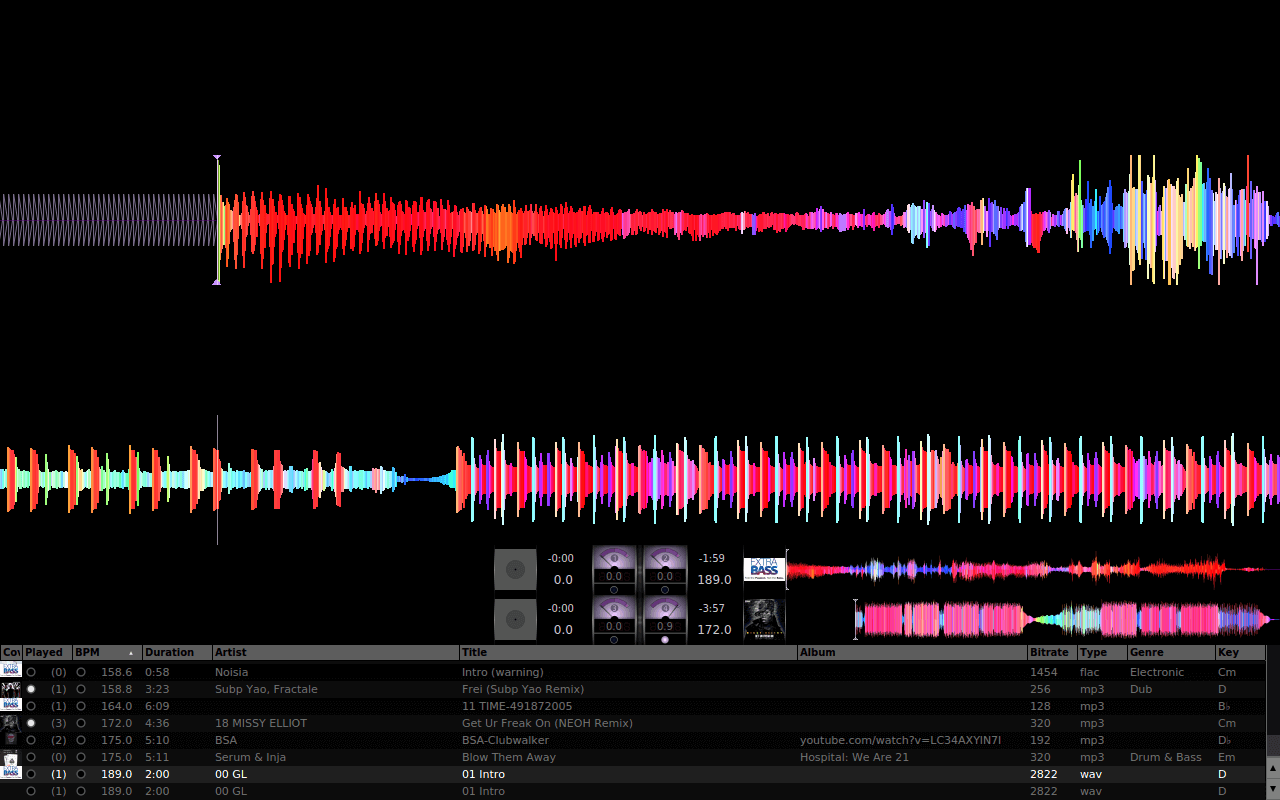 -0:00 1 2 -1:59 EXTRA BASS
0.0 0.0 0.0 189.0
-0:00 3 4 -3:57
0.0 0.0 0.9 172.0
Cov Played BPM Duration Artist Title Album Bitrate Type Genre Key
(0) 158.6 0:58 Noisia Intro (warning) 1454 flac Electronic Cm
(1) 158.8 3:23 Subp Yao, Fractale Frei (Subp Yao Remix) 256 mp3 Dub D
(1) 164.0 6:09 11 TIME-491872005 128 mp3 B♭
(3) 172.0 4:36 18 MISSY ELLIOT Get Ur Freak On (NEOH Remix) 320 mp3 Cm
(2) 175.0 5:10 BSA BSA-Clubwalker youtube.com/watch?v=LC34AXYIN7I 192 mp3 D♭
(0) 175.0 5:11 Serum & Inja Blow Them Away Hospital: We Are 21 320 mp3 Drum & Bass Em
(1) 189.0 2:00 00 GL 01 Intro 2822 wav D
(1) 189.0 2:00 00 GL 01 Intro 2822 wav D